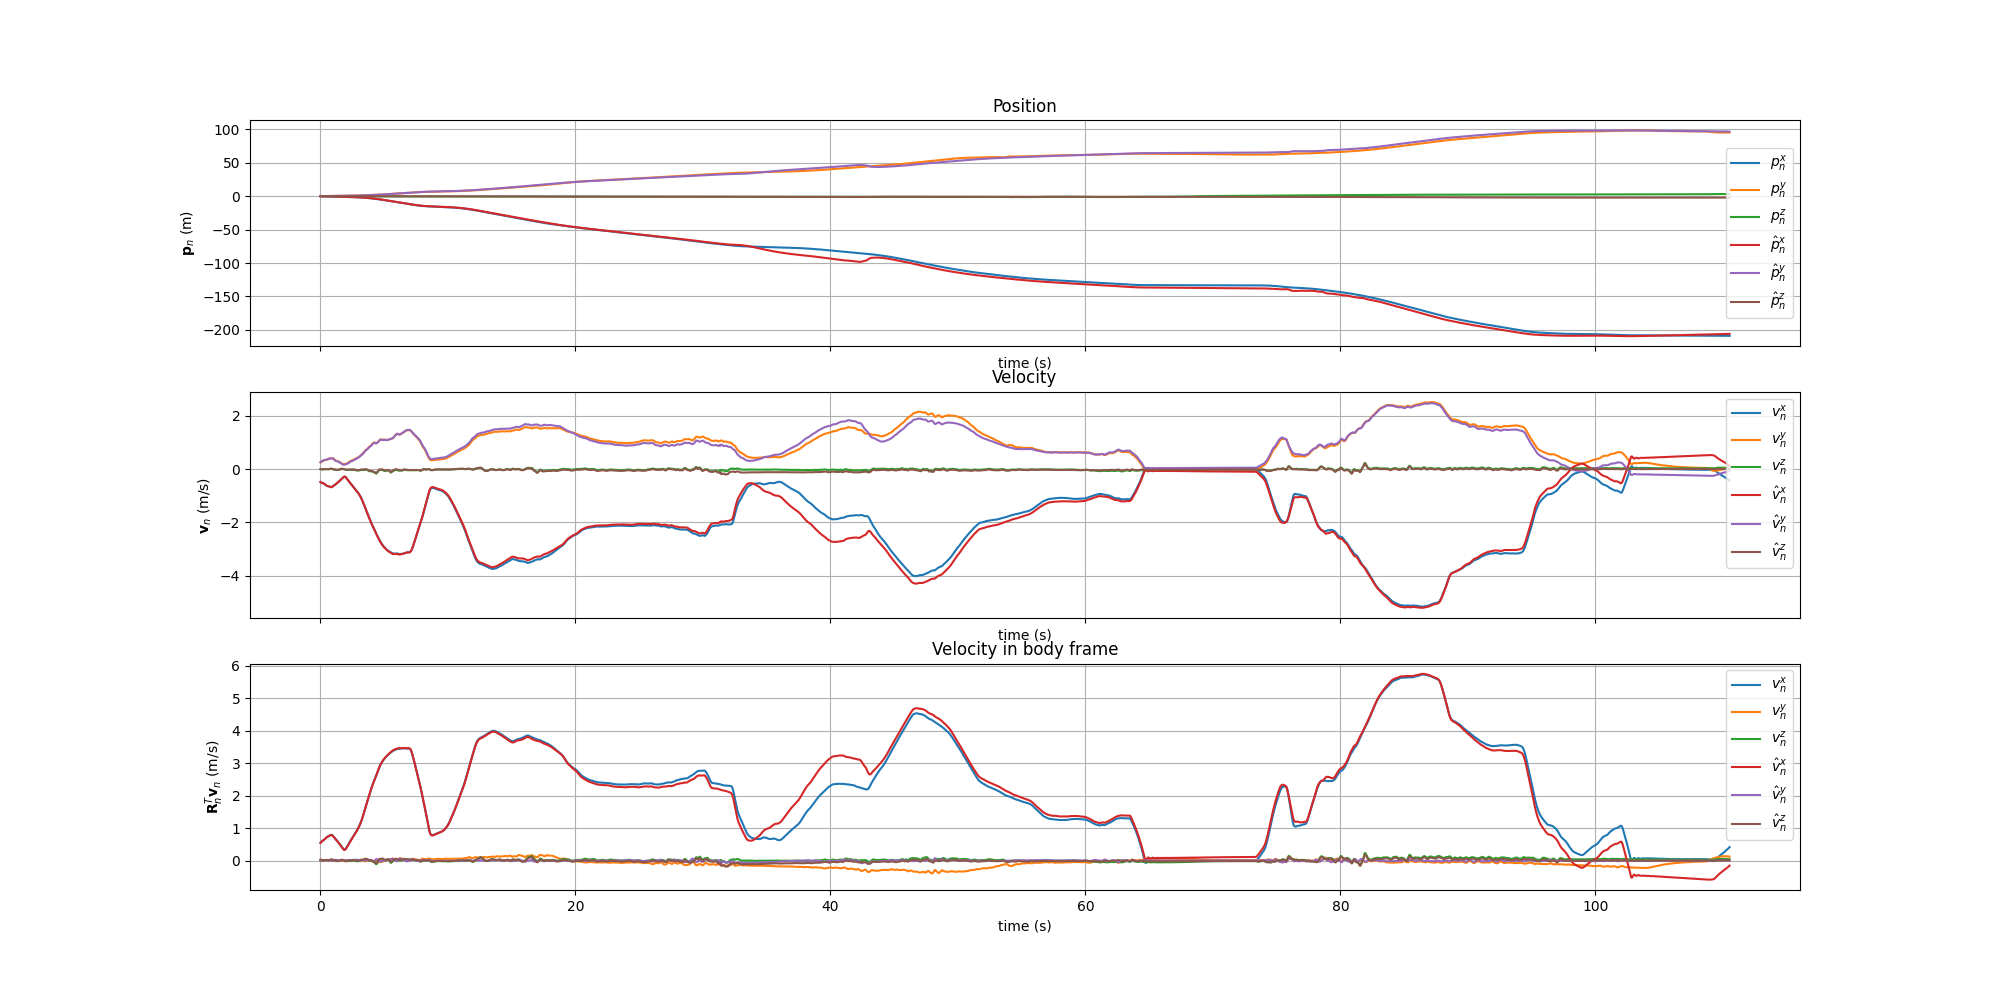 Position
100
50
0
−50
−100
−150
−200
p_n (m)
time (s)
p_n^x
p_n^y
p_n^z
p̂_n^x
p̂_n^y
p̂_n^z
Velocity
2
0
−2
−4
v_n (m/s)
time (s)
v_n^x
v_n^y
v_n^z
v̂_n^x
v̂_n^y
v̂_n^z
Velocity in body frame
6
5
4
3
2
1
0
R_n^T v_n (m/s)
v_n^x
v_n^y
v_n^z
v̂_n^x
v̂_n^y
v̂_n^z
0 20 40 60 80 100
time (s)